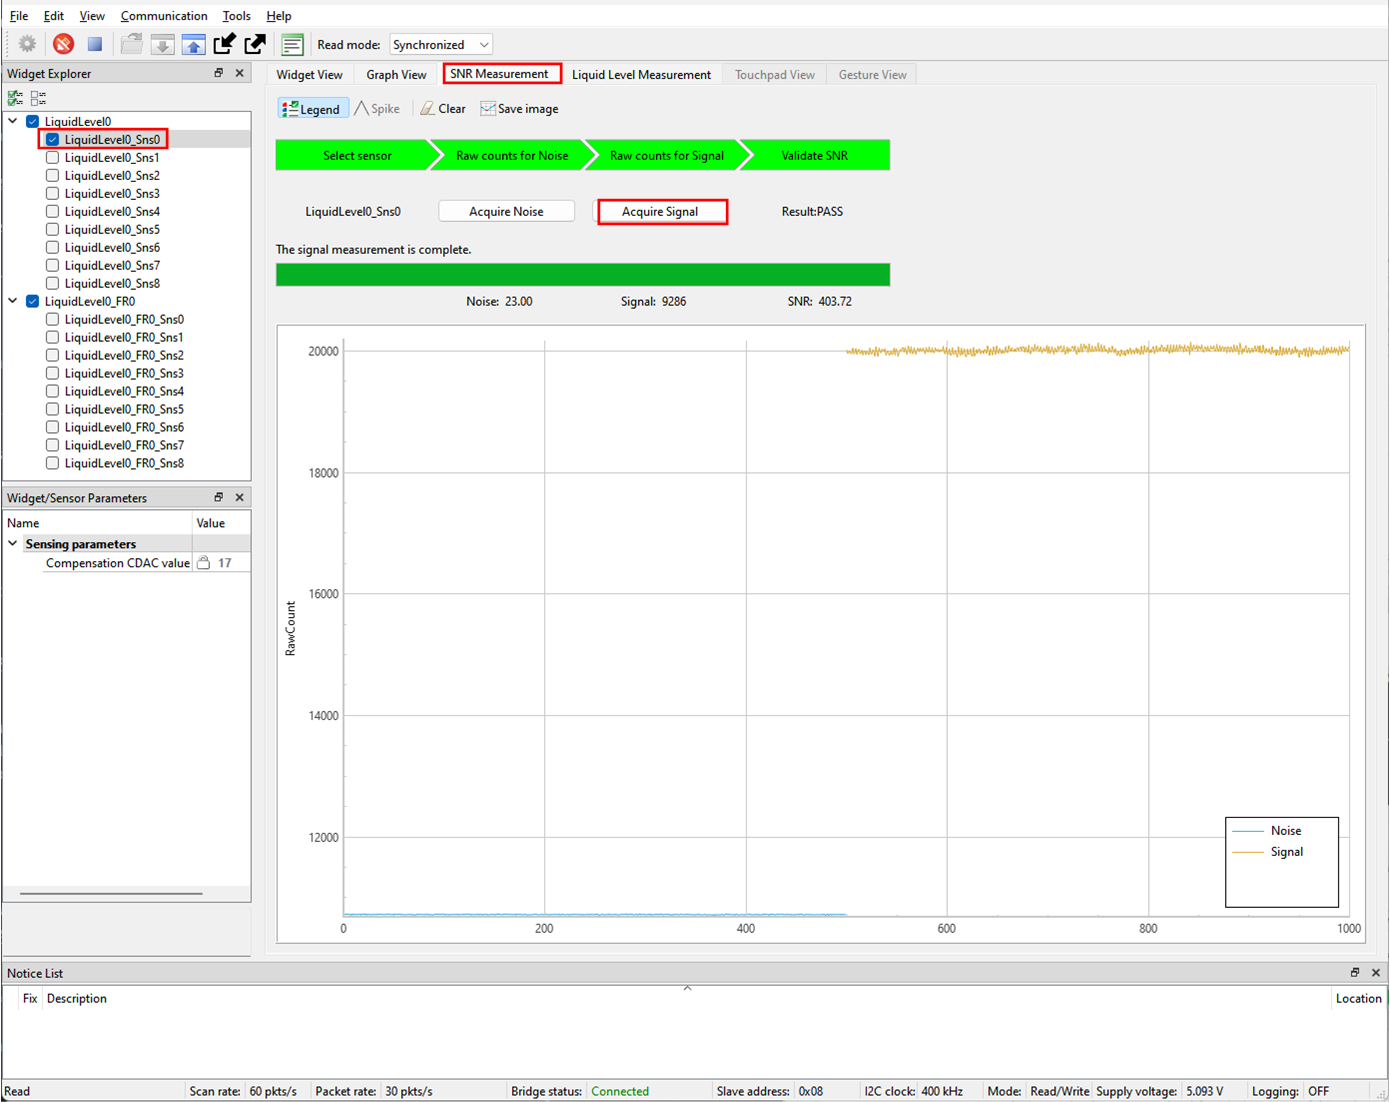 File Edit View Communication Tools Help
Read mode: Synchronized
Widget Explorer
Widget View Graph View SNR Measurement Liquid Level Measurement Touchpad View Gesture View
Legend Spike Clear Save image
LiquidLevel0
LiquidLevel0_Sns0
LiquidLevel0_Sns1
LiquidLevel0_Sns2
LiquidLevel0_Sns3
LiquidLevel0_Sns4
LiquidLevel0_Sns5
LiquidLevel0_Sns6
LiquidLevel0_Sns7
LiquidLevel0_Sns8
LiquidLevel0_FR0
LiquidLevel0_FR0_Sns0
LiquidLevel0_FR0_Sns1
LiquidLevel0_FR0_Sns2
LiquidLevel0_FR0_Sns3
LiquidLevel0_FR0_Sns4
LiquidLevel0_FR0_Sns5
LiquidLevel0_FR0_Sns6
LiquidLevel0_FR0_Sns7
LiquidLevel0_FR0_Sns8
Widget/Sensor Parameters
Name Value
Sensing parameters
Compensation CDAC value 17
Select sensor Raw counts for Noise Raw counts for Signal Validate SNR
LiquidLevel0_Sns0 Acquire Noise Acquire Signal Result:PASS
The signal measurement is complete.
Noise: 23.00 Signal: 9286 SNR: 403.72
20000
18000
16000
RawCount
14000
12000
Noise
Signal
0 200 400 600 800 1000
Notice List
Fix Description Location
Read Scan rate: 60 pkts/s Packet rate: 30 pkts/s Bridge status: Connected Slave address: 0x08 I2C clock: 400 kHz Mode: Read/Write Supply voltage: 5.093 V Logging: OFF